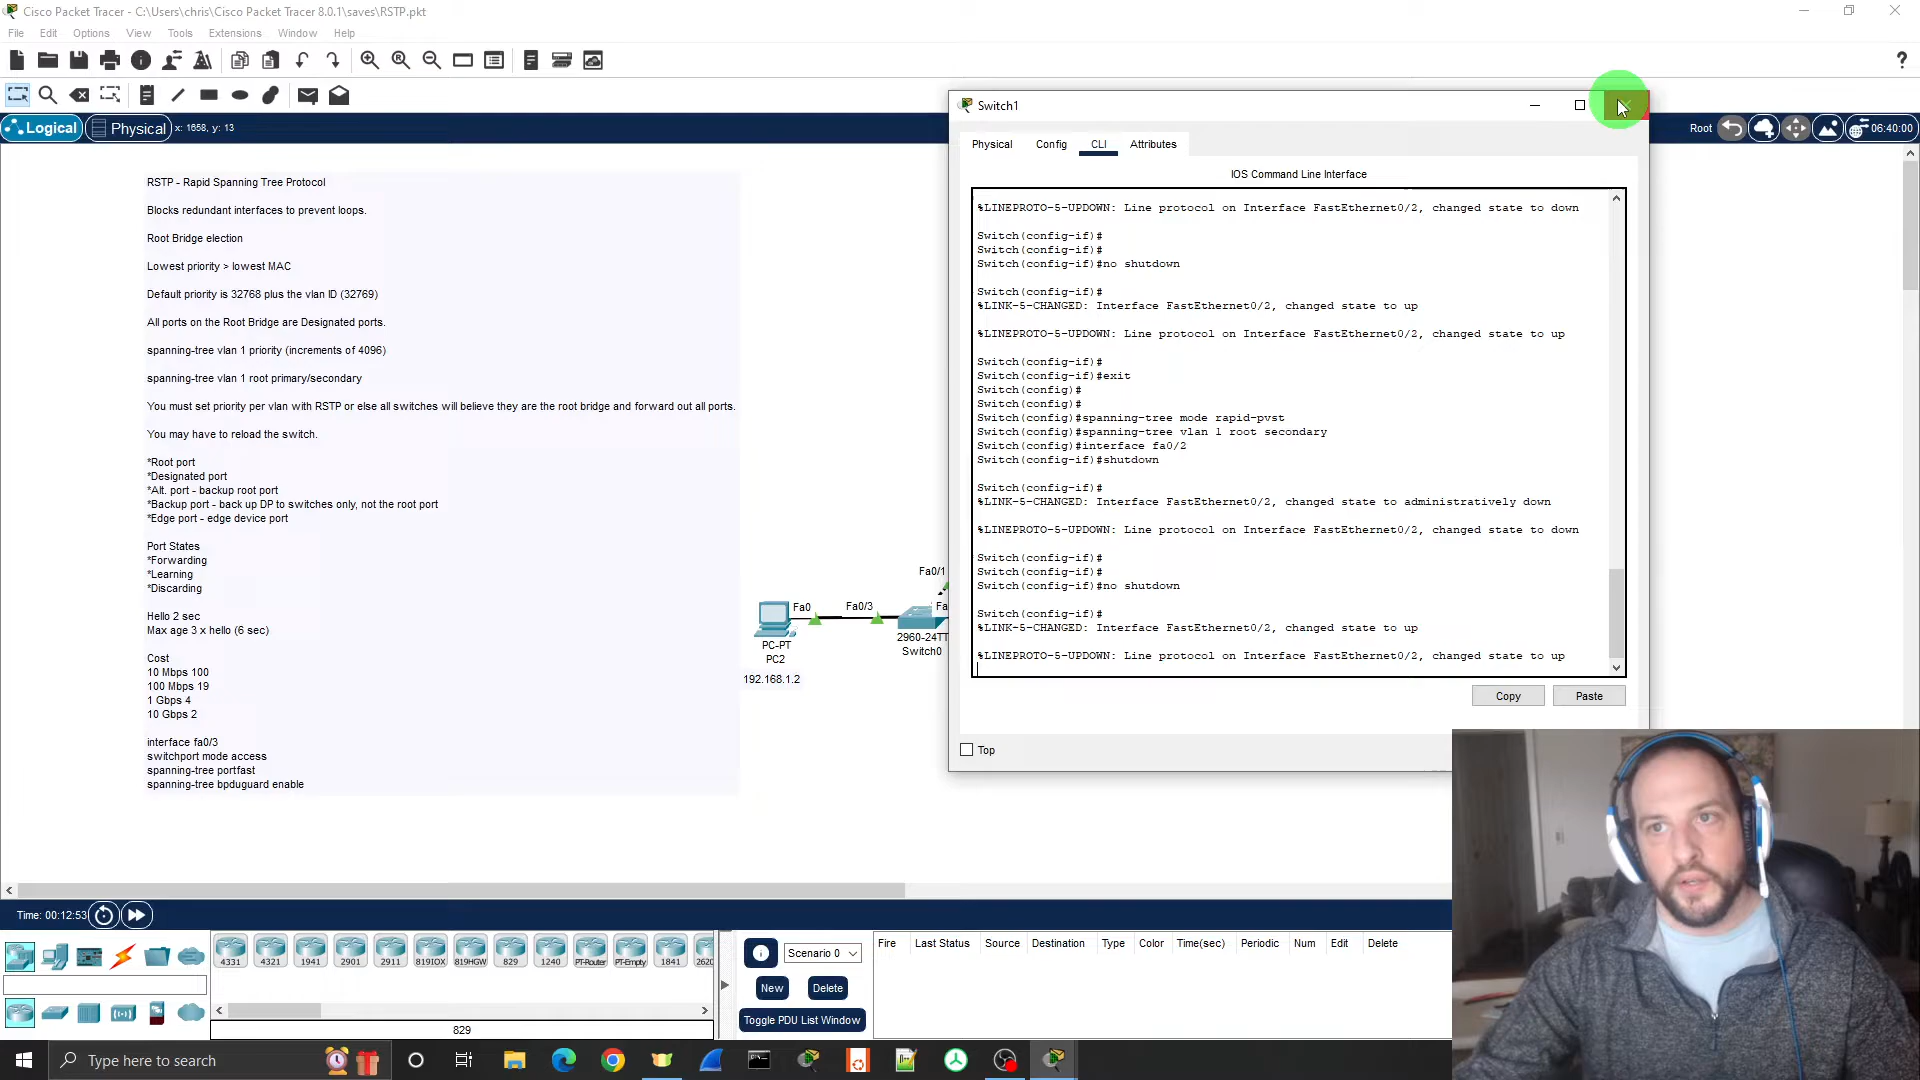 Cisco Packet Tracer - C:\Users\chris\Cisco Packet Tracer 8.0.1\saves\RSTP.pkt
File Edit Options View Tools Extensions Window Help
?
Logical Physical x: 1658, y: 13
Root 06:40:00
RSTP - Rapid Spanning Tree Protocol
Blocks redundant interfaces to prevent loops.
Root Bridge election
Lowest priority > lowest MAC
Default priority is 32768 plus the vlan ID (32769)
All ports on the Root Bridge are Designated ports.
spanning-tree vlan 1 priority (increments of 4096)
spanning-tree vlan 1 root primary/secondary
You must set priority per vlan with RSTP or else all switches will believe they are the root bridge and forward out all ports.
You may have to reload the switch.
*Root port
*Designated port
*Alt. port - backup root port
*Backup port - back up DP to switches only, not the root port
*Edge port - edge device port
Port States
*Forwarding
*Learning
*Discarding
Hello 2 sec
Max age 3 x hello (6 sec)
Cost
10 Mbps 100
100 Mbps 19
1 Gbps 4
10 Gbps 2
interface fa0/3
switchport mode access
spanning-tree portfast
spanning-tree bpduguard enable
Fa0/1
Fa0 Fa0/3 Fa
PC-PT
PC2
192.168.1.2
2960-24TT
Switch0
Switch1
Physical Config CLI Attributes
IOS Command Line Interface
%LINEPROTO-5-UPDOWN: Line protocol on Interface FastEthernet0/2, changed state to down
Switch(config-if)#
Switch(config-if)#
Switch(config-if)#no shutdown
Switch(config-if)#
%LINK-5-CHANGED: Interface FastEthernet0/2, changed state to up
%LINEPROTO-5-UPDOWN: Line protocol on Interface FastEthernet0/2, changed state to up
Switch(config-if)#
Switch(config-if)#exit
Switch(config)#
Switch(config)#
Switch(config)#spanning-tree mode rapid-pvst
Switch(config)#spanning-tree vlan 1 root secondary
Switch(config)#interface fa0/2
Switch(config-if)#shutdown
Switch(config-if)#
%LINK-5-CHANGED: Interface FastEthernet0/2, changed state to administratively down
%LINEPROTO-5-UPDOWN: Line protocol on Interface FastEthernet0/2, changed state to down
Switch(config-if)#
Switch(config-if)#
Switch(config-if)#no shutdown
Switch(config-if)#
%LINK-5-CHANGED: Interface FastEthernet0/2, changed state to up
%LINEPROTO-5-UPDOWN: Line protocol on Interface FastEthernet0/2, changed state to up
Copy Paste
Top
Time: 00:12:53
4331 4321 1941 2901 2911 819IOX 819HGW 829 1240 PT-Router PT-Empty 1841 2620
829
Scenario 0
New Delete
Toggle PDU List Window
Fire Last Status Source Destination Type Color Time(sec) Periodic Num Edit Delete
Type here to search